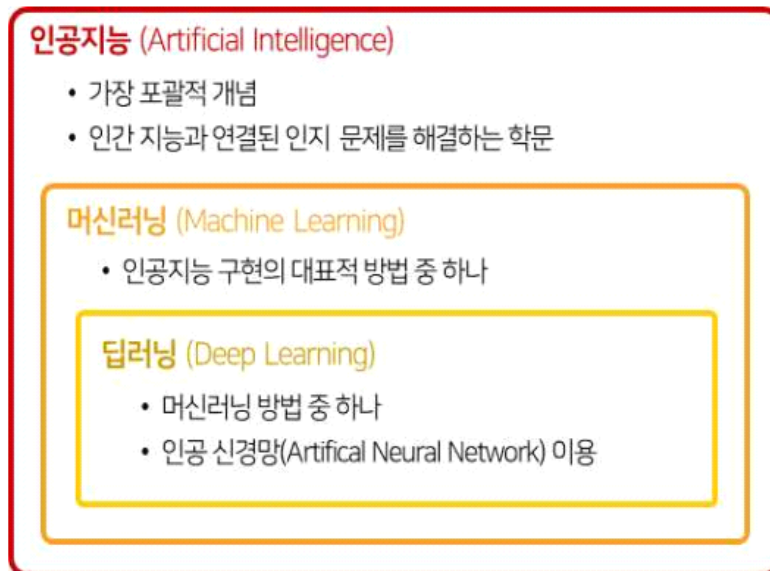 인공지능 (Artificial Intelligence)
• 가장 포괄적 개념
• 인간 지능과 연결된 인지 문제를 해결하는 학문
머신러닝 (Machine Learning)
• 인공지능 구현의 대표적 방법 중 하나
딥러닝 (Deep Learning)
• 머신러닝 방법 중 하나
• 인공 신경망(Artifical Neural Network) 이용